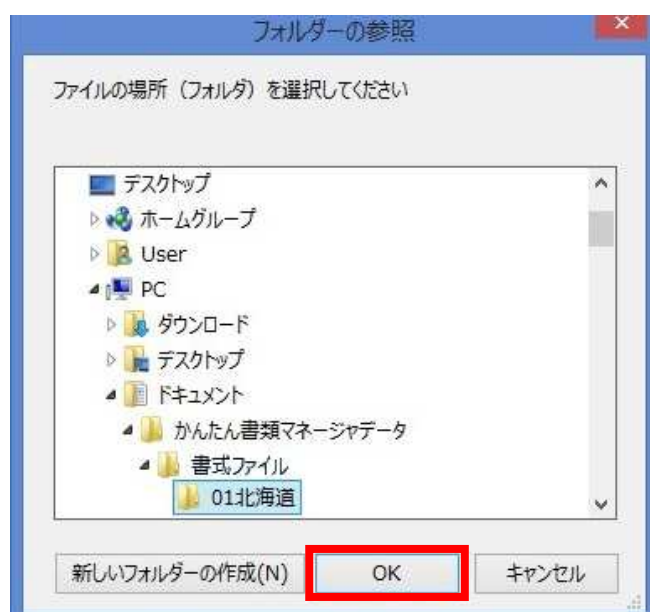 フォルダーの参照
ファイルの場所（フォルダ）を選択してください
デスクトップ
ホームグループ
User
PC
ダウンロード
デスクトップ
ドキュメント
かんたん書類マネージャデータ
書式ファイル
01北海道
新しいフォルダーの作成(N) OK キャンセル